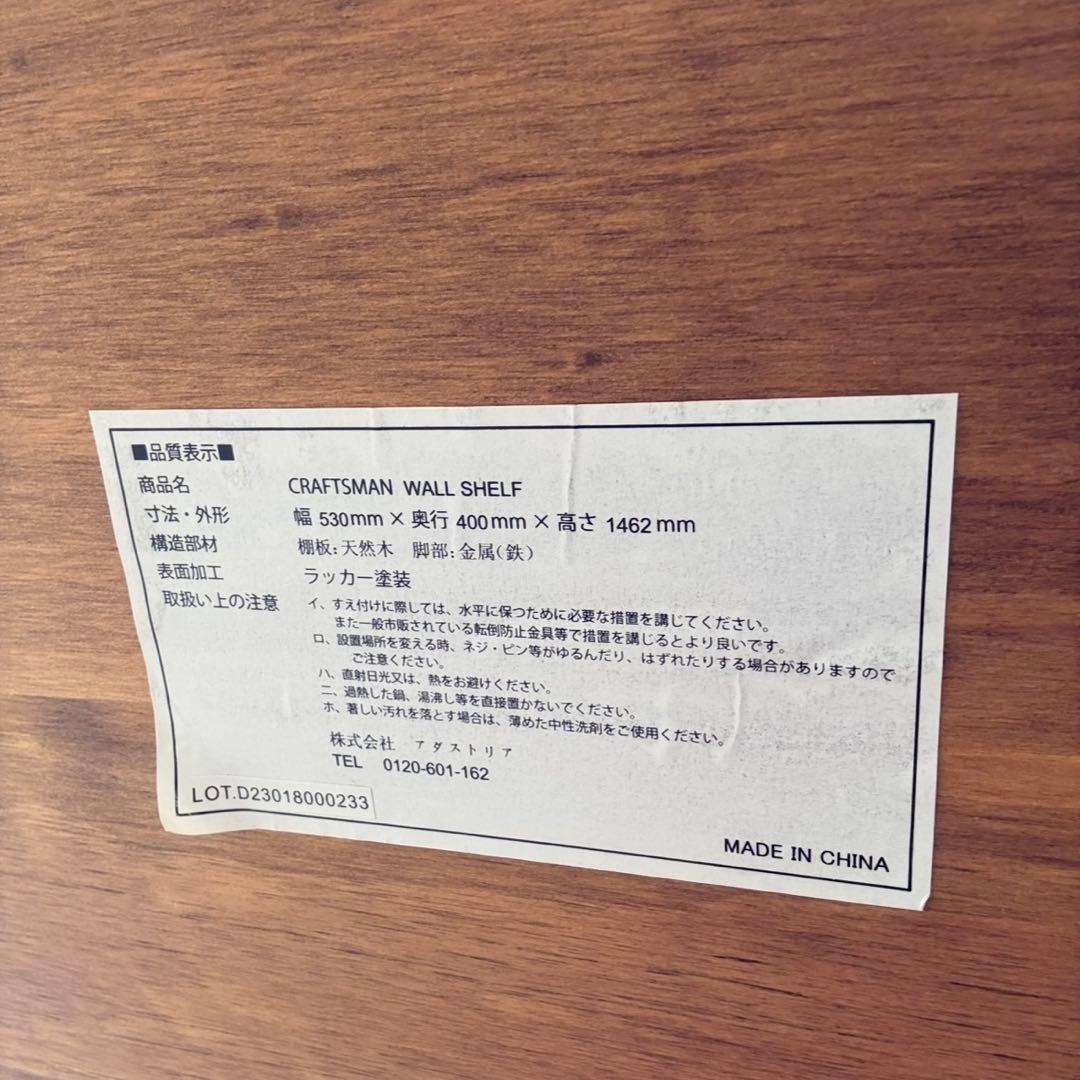 ■品質表示■
商品名 CRAFTSMAN WALL SHELF
寸法・外形 幅 530mm × 奥行 400mm × 高さ 1462mm
構造部材 棚板:天然木 脚部:金属(鉄)
表面加工 ラッカー塗装
取扱い上の注意 イ、すえ付けに際しては、水平に保つために必要な措置を講じてください。
また一般市販されている転倒防止金具等で措置を講じるとより良いです。
ロ、設置場所を変える時、ネジ・ピン等がゆるんだり、はずれたりする場合がありますので
ご注意ください。
ハ、直射日光又は、熱をお避けください。
ニ、過熱した鍋、湯沸し等を直接置かないでください。
ホ、著しい汚れを落とす場合は、薄めた中性洗剤をご使用ください。
株式会社 アダストリア
TEL 0120-601-162
LOT.D23018000233
MADE IN CHINA